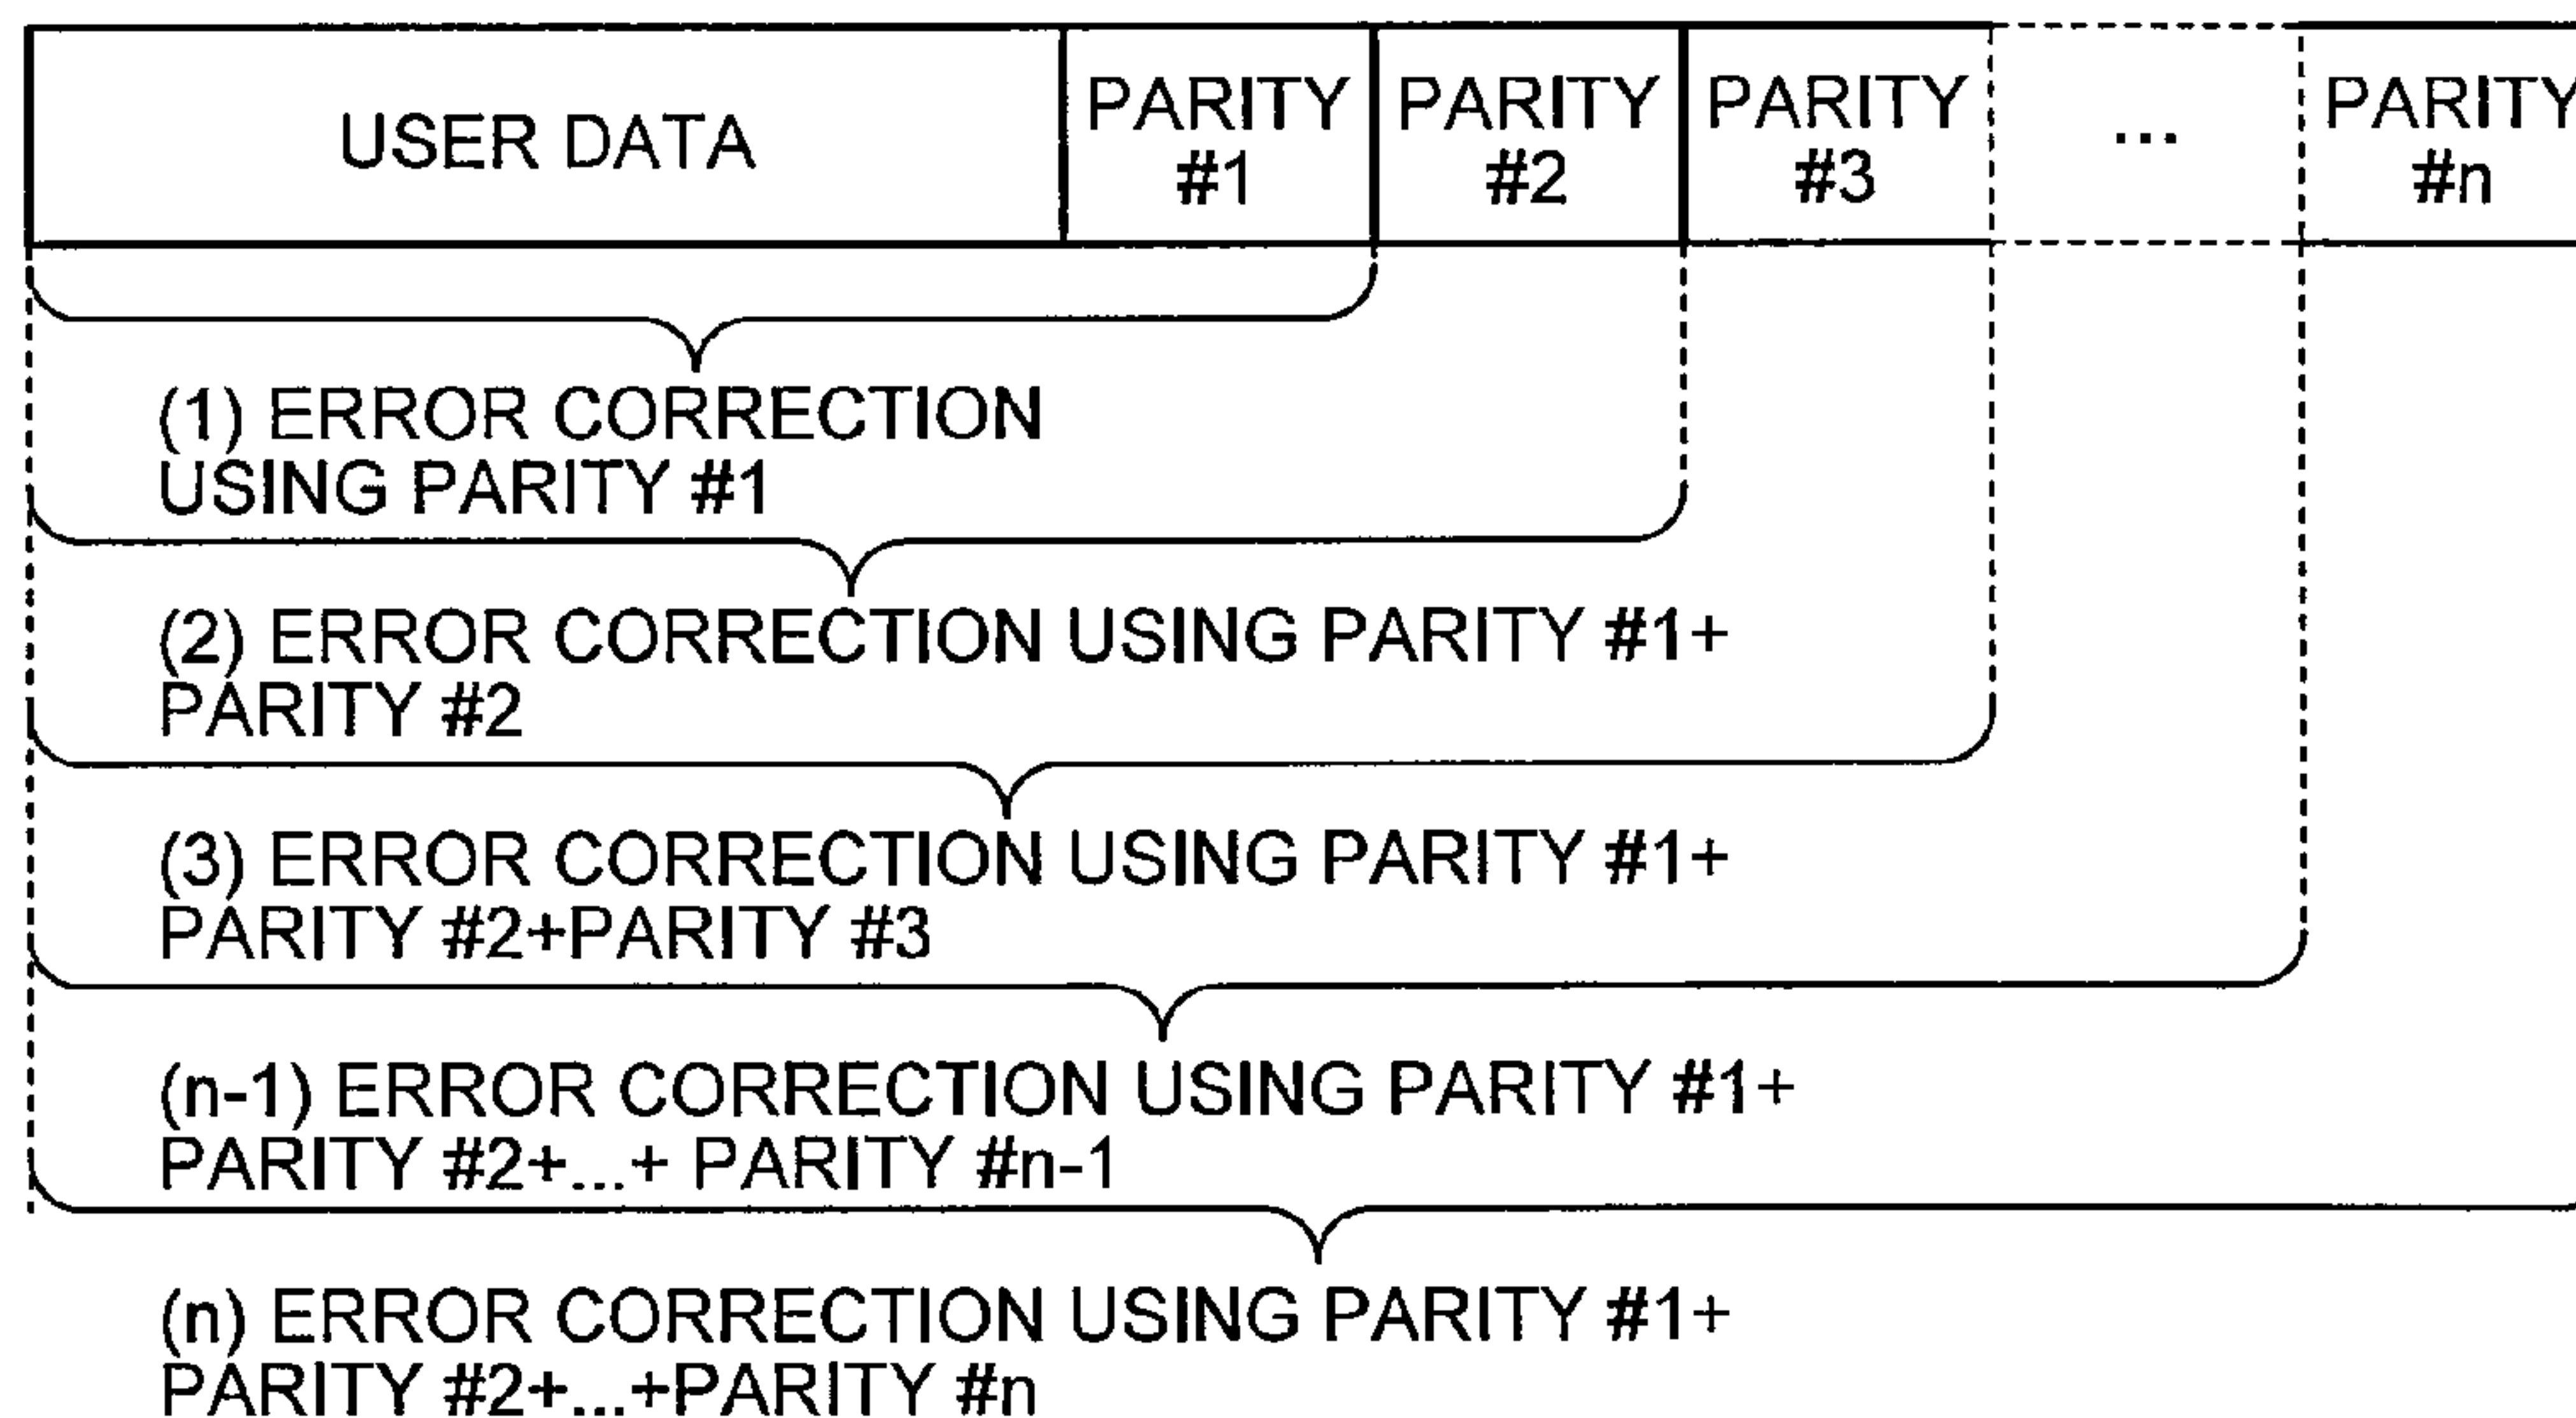 USER DATA
PARITY
#1
PARITY
#2
PARITY
#3
...
PARITY
#n
(1) ERROR CORRECTION
USING PARITY #1
(2) ERROR CORRECTION USING PARITY #1+
PARITY #2
(3) ERROR CORRECTION USING PARITY #1+
PARITY #2+PARITY #3
(n-1) ERROR CORRECTION USING PARITY #1+
PARITY #2+...+ PARITY #n-1
(n) ERROR CORRECTION USING PARITY #1+
PARITY #2+...+PARITY #n